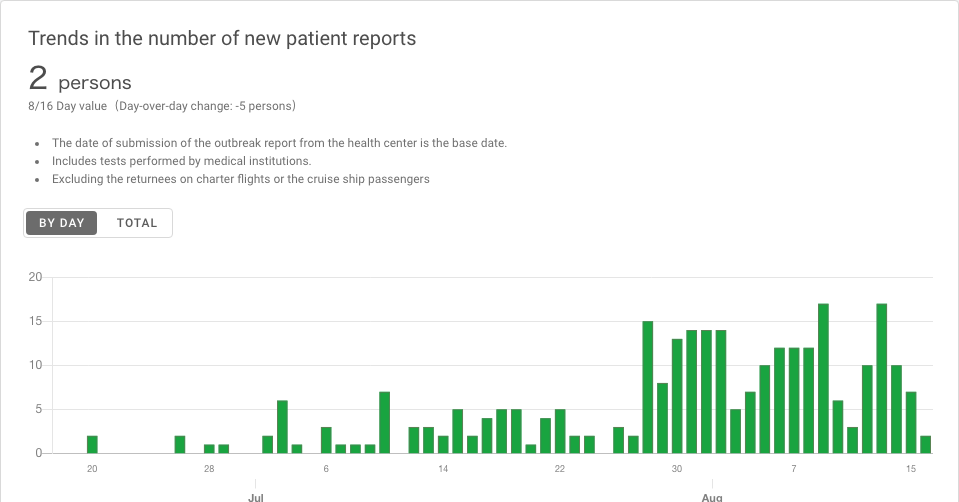 Trends in the number of new patient reports
2 persons
8/16 Day value (Day-over-day change: -5 persons)
The date of submission of the outbreak report from the health center is the base date.
Includes tests performed by medical institutions.
Excluding the returnees on charter flights or the cruise ship passengers
BY DAY TOTAL
20
15
10
5
0
20 28 6 14 22 30 7 15
Jul Aug